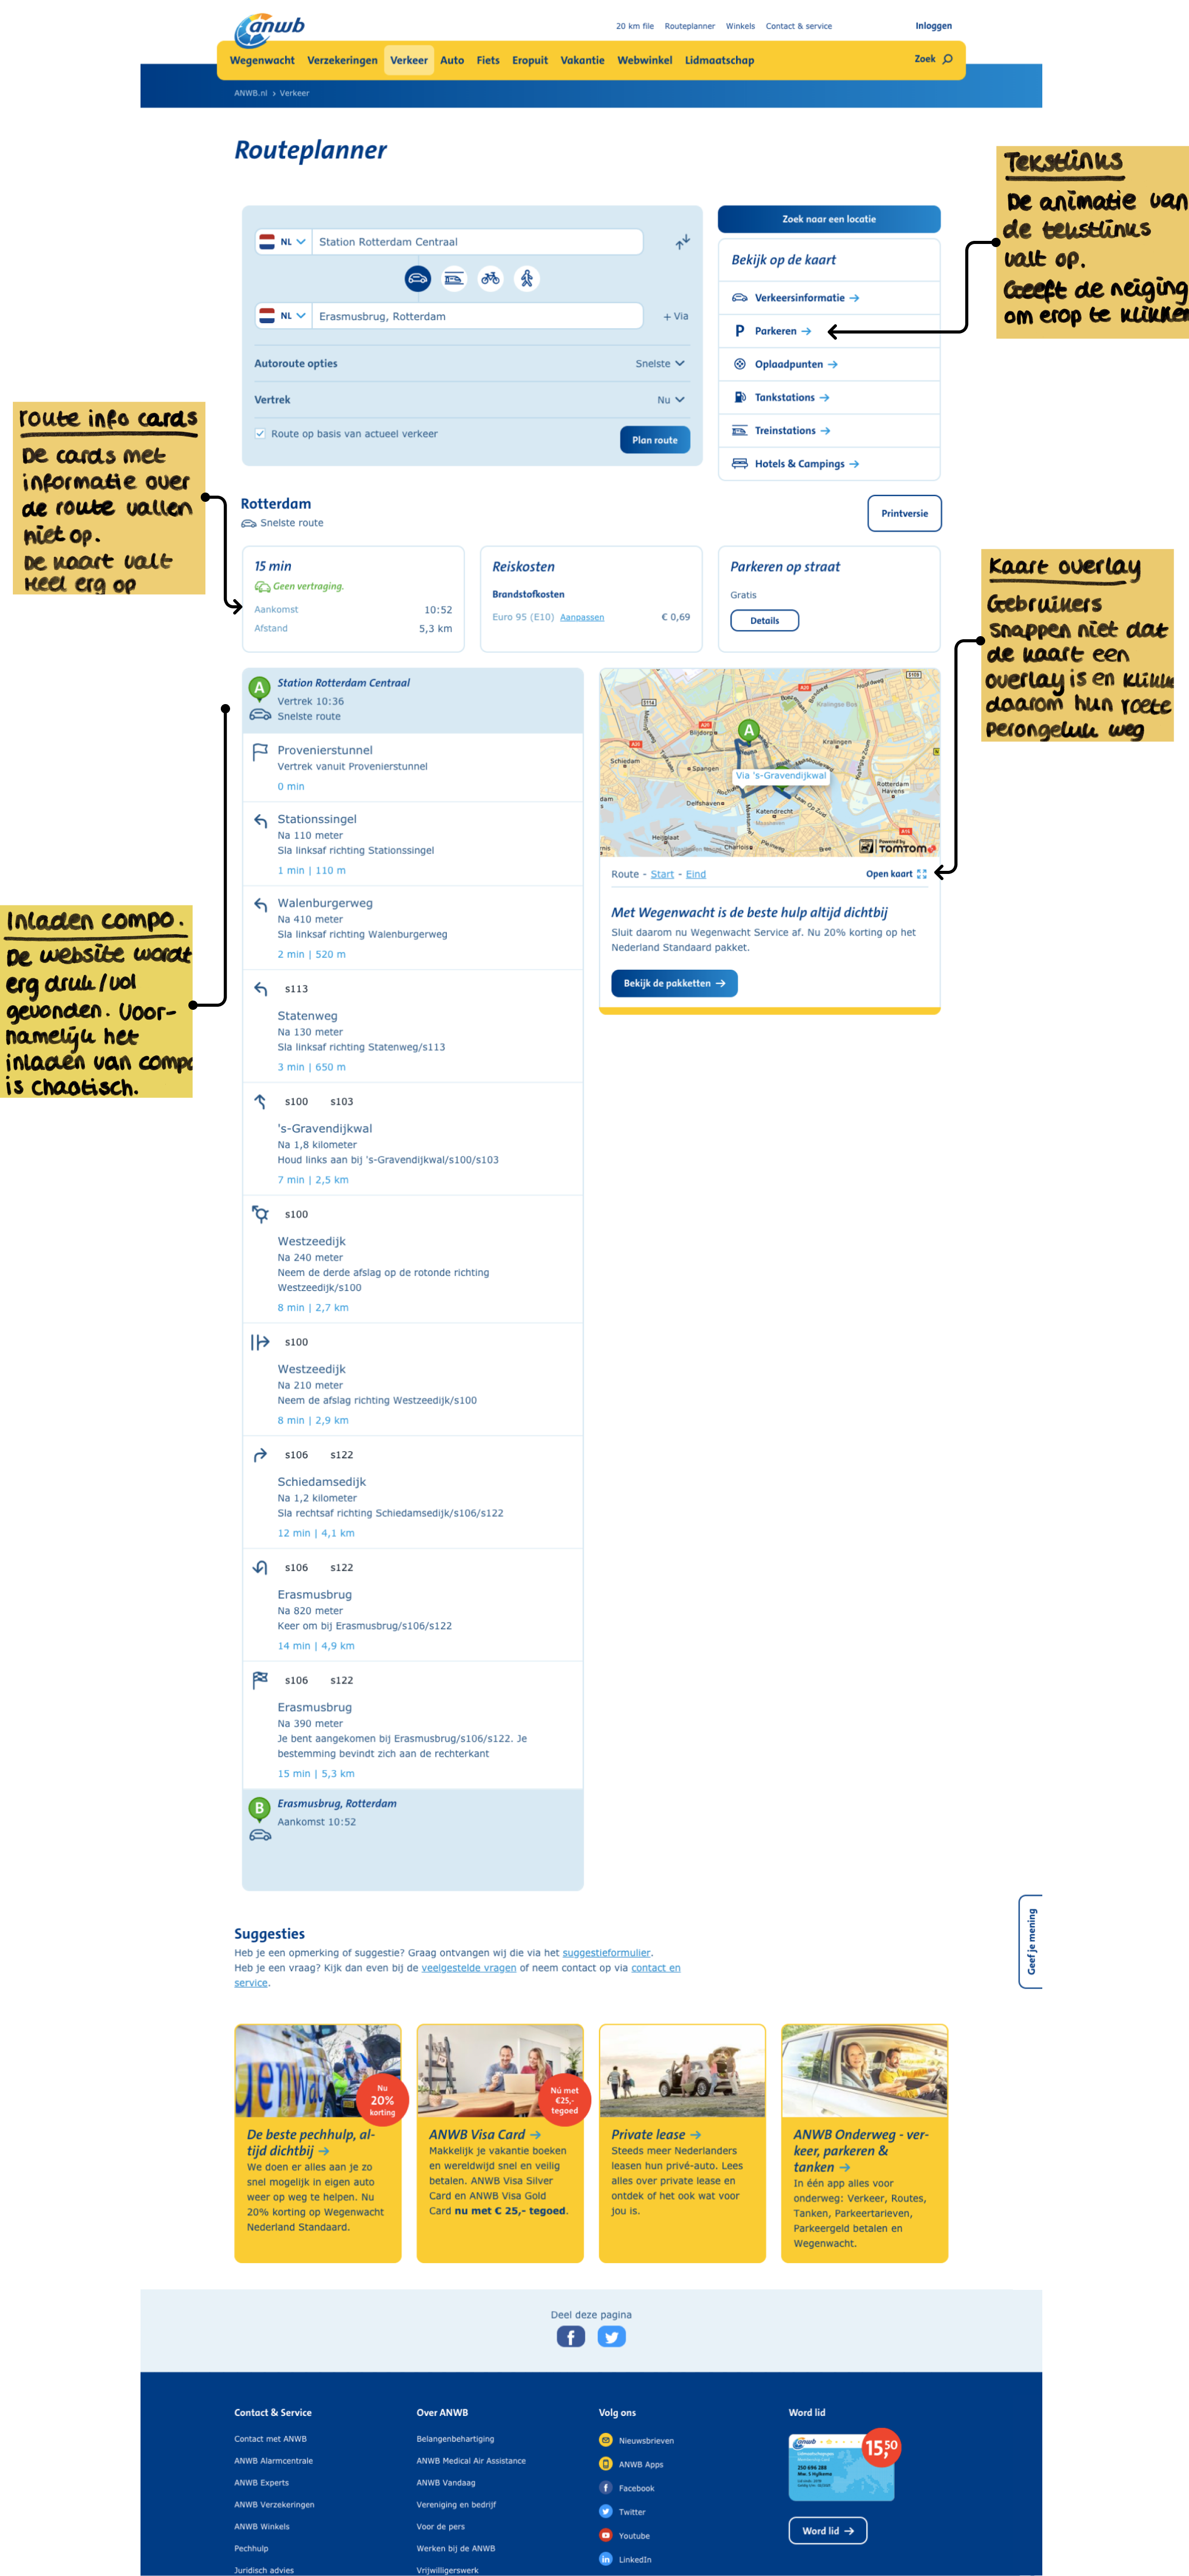 anwb
20 km file Routeplanner Winkels Contact & service Inloggen
Wegenwacht Verzekeringen Verkeer Auto Fiets Eropuit Vakantie Webwinkel Lidmaatschap Zoek
ANWB.nl > Verkeer
Routeplanner
Tekstlinks
De animatie van
de tekstlinks
valt op.
Geeft de neiging
om erop te klikken
NL Station Rotterdam Centraal
NL Erasmusbrug, Rotterdam + Via
Autoroute opties Snelste
Vertrek Nu
Route op basis van actueel verkeer Plan route
Zoek naar een locatie
Bekijk op de kaart
Verkeersinformatie →
P Parkeren →
Oplaadpunten →
Tankstations →
Treinstations →
Hotels & Campings →
route info cards
De cards met
informatie over
de route vallen
niet op.
De kaart valt
Heel erg op
Rotterdam
Snelste route
Printversie
15 min
Geen vertraging.
Aankomst 10:52
Afstand 5,3 km
Reiskosten
Brandstofkosten
Euro 95 (E10) Aanpassen € 0,69
Parkeren op straat
Gratis
Details
Kaart overlay
Gebruikers
snappen niet dat
de kaart een
overlay is en klikk
daarom hun roete
perongeluk weg
A Station Rotterdam Centraal
Vertrek 10:36
Snelste route
Provenierstunnel
Vertrek vanuit Provenierstunnel
0 min
Stationssingel
Na 110 meter
Sla linksaf richting Stationssingel
1 min | 110 m
Walenburgerweg
Na 410 meter
Sla linksaf richting Walenburgerweg
2 min | 520 m
s113
Statenweg
Na 130 meter
Sla linksaf richting Statenweg/s113
3 min | 650 m
s100 s103
's-Gravendijkwal
Na 1,8 kilometer
Houd links aan bij 's-Gravendijkwal/s100/s103
7 min | 2,5 km
s100
Westzeedijk
Na 240 meter
Neem de derde afslag op de rotonde richting
Westzeedijk/s100
8 min | 2,7 km
s100
Westzeedijk
Na 210 meter
Neem de afslag richting Westzeedijk/s100
8 min | 2,9 km
s106 s122
Schiedamsedijk
Na 1,2 kilometer
Sla rechtsaf richting Schiedamsedijk/s106/s122
12 min | 4,1 km
s106 s122
Erasmusbrug
Na 820 meter
Keer om bij Erasmusbrug/s106/s122
14 min | 4,9 km
s106 s122
Erasmusbrug
Na 390 meter
Je bent aangekomen bij Erasmusbrug/s106/s122. Je
bestemming bevindt zich aan de rechterkant
15 min | 5,3 km
B Erasmusbrug, Rotterdam
Aankomst 10:52
A
Kralingse Bos
Blijdorp
Kralingen
Schiedam
Spangen
Via 's-Gravendijkwal
Rotterdam
Havens
Delfshaven
Katendrecht
Maashaven
Charlois
Powered by
TOMTOM
Route - Start - Eind Open kaart
Met Wegenwacht is de beste hulp altijd dichtbij
Sluit daarom nu Wegenwacht Service af. Nu 20% korting op het
Nederland Standaard pakket.
Bekijk de pakketten →
Inladen compo.
De website wordt
erg druk/vol
gevonden. Voor-
namelijk het
inladen van compo
is chaotisch.
Geef je mening
Suggesties
Heb je een opmerking of suggestie? Graag ontvangen wij die via het suggestieformulier.
Heb je een vraag? Kijk dan even bij de veelgestelde vragen of neem contact op via contact en
service.
Nu
20%
korting
De beste pechhulp, al-
tijd dichtbij →
We doen er alles aan je zo
snel mogelijk in eigen auto
weer op weg te helpen. Nu
20% korting op Wegenwacht
Nederland Standaard.
Nú met
€25,-
tegoed
ANWB Visa Card →
Makkelijk je vakantie boeken
en wereldwijd snel en veilig
betalen. ANWB Visa Silver
Card en ANWB Visa Gold
Card nu met € 25,- tegoed.
Private lease →
Steeds meer Nederlanders
leasen hun privé-auto. Lees
alles over private lease en
ontdek of het ook wat voor
jou is.
ANWB Onderweg - ver-
keer, parkeren &
tanken →
In één app alles voor
onderweg: Verkeer, Routes,
Tanken, Parkeertarieven,
Parkeergeld betalen en
Wegenwacht.
Deel deze pagina
Contact & Service
Contact met ANWB
ANWB Alarmcentrale
ANWB Experts
ANWB Verzekeringen
ANWB Winkels
Pechhulp
Juridisch advies
Over ANWB
Belangenbehartiging
ANWB Medical Air Assistance
ANWB Vandaag
Vereniging en bedrijf
Voor de pers
Werken bij de ANWB
Vrijwilligerswerk
Volg ons
Nieuwsbrieven
ANWB Apps
Facebook
Twitter
Youtube
LinkedIn
Word lid
anwb
15,50
Word lid →